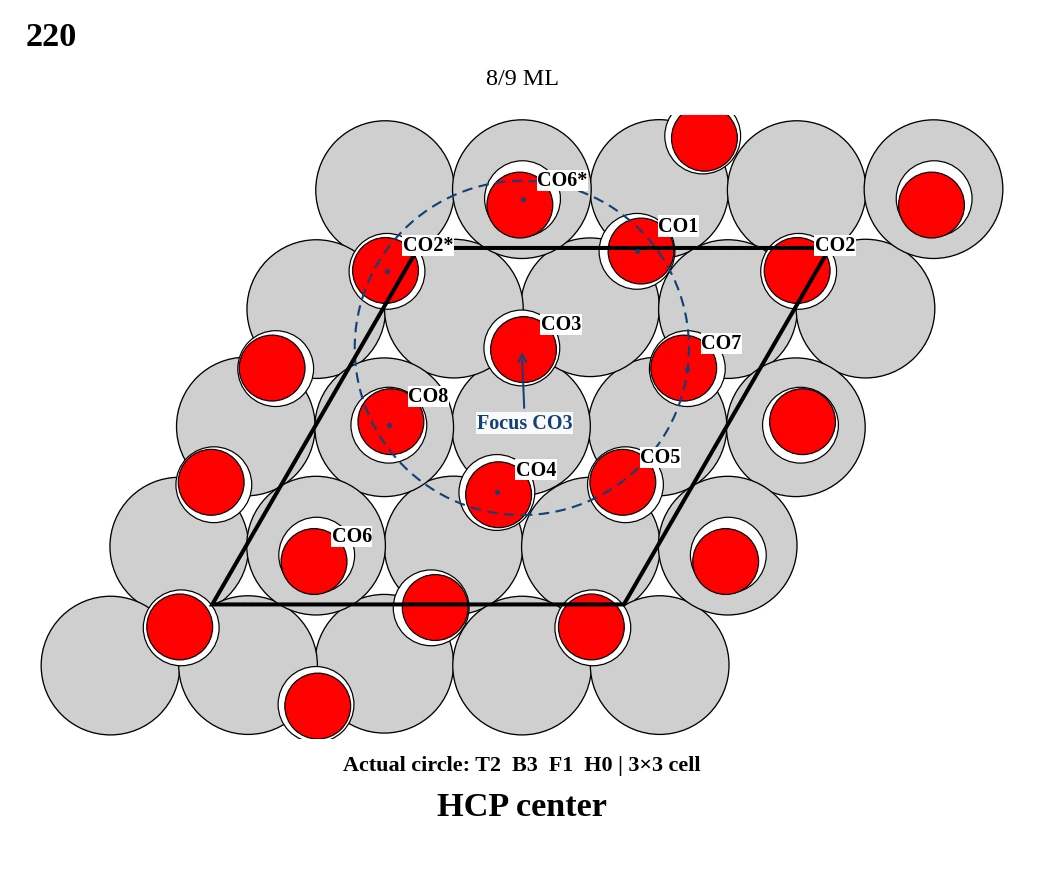 220
8/9 ML
CO6*
CO1
CO2*
CO2
CO3
CO7
CO8
Focus CO3
CO5
CO4
CO6
Actual circle: T2 B3 F1 H0 | 3×3 cell
HCP center